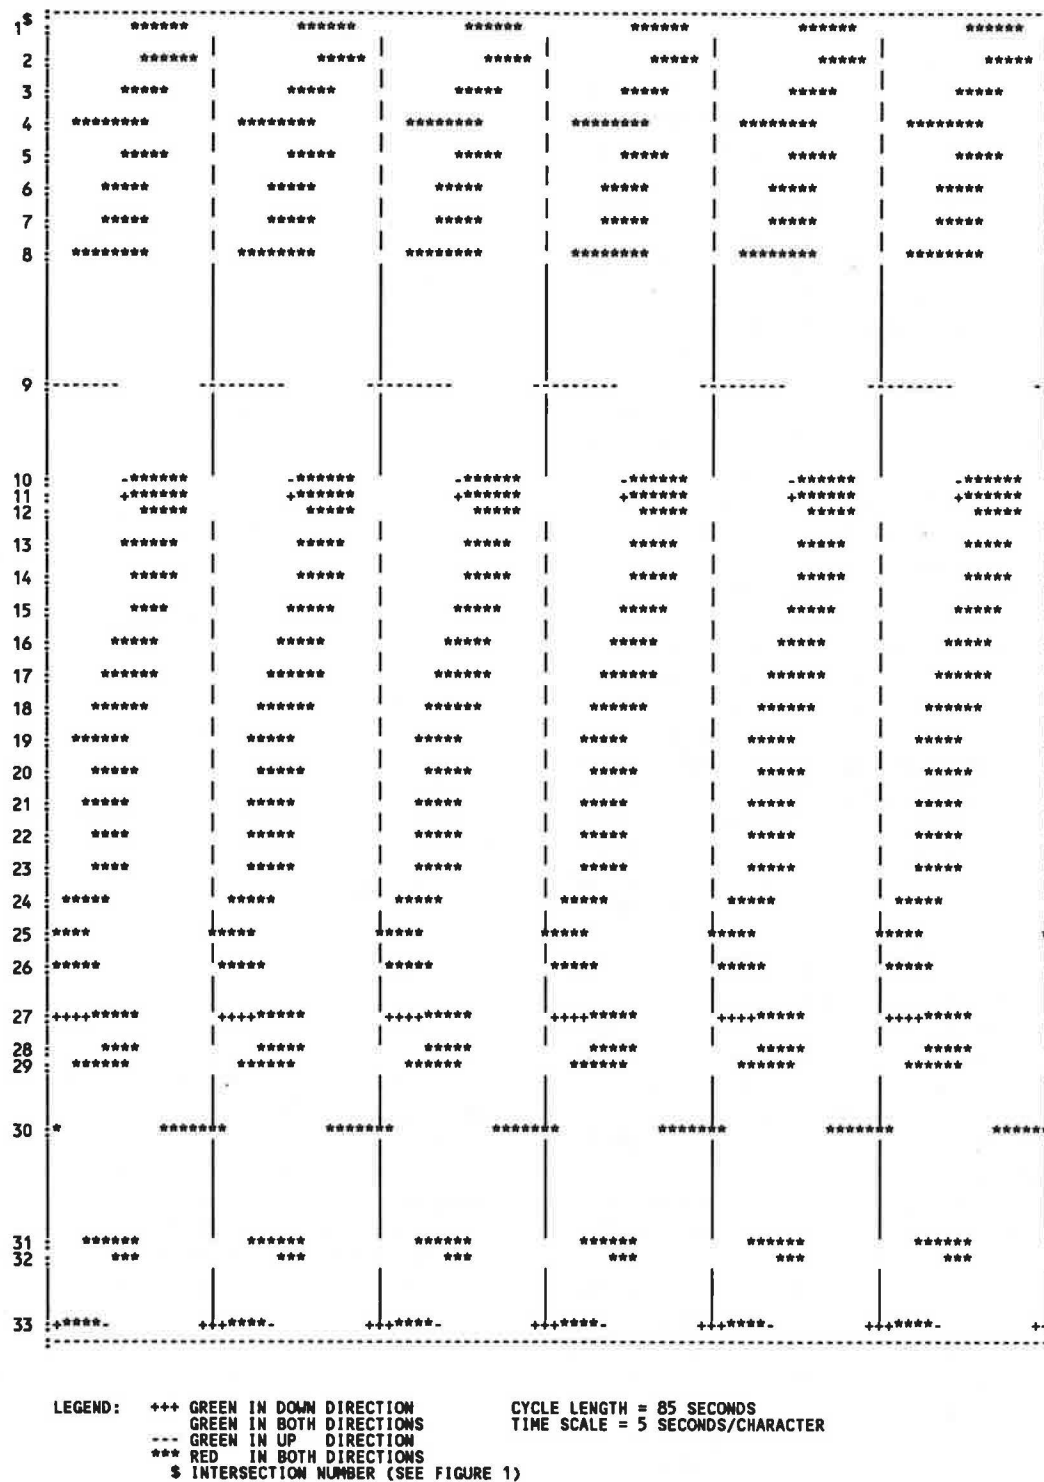 $
1 ****** ****** ****** ****** ****** ******
2 ****** ***** ***** ***** ***** *****
3 ***** ***** ***** ***** ***** *****
4 ******** ******** ******** ******** ******** ********
5 ***** ***** ***** ***** ***** *****
6 ***** ***** ***** ***** ***** *****
7 ***** ***** ***** ***** ***** *****
8 ******** ******** ******** ******** ******** ********
9 ------- --------- --------- --------- --------- --------- -
10 -****** -****** -****** -****** -****** -******
11 +****** +****** +****** +****** +****** +******
12 ***** ***** ***** ***** ***** *****
13 ****** ***** ***** ***** ***** *****
14 ***** ***** ***** ***** ***** *****
15 **** ***** ***** ***** ***** *****
16 ***** ***** ***** ***** ***** *****
17 ****** ****** ****** ****** ****** ******
18 ****** ****** ****** ****** ****** ******
19 ****** ***** ***** ***** ***** *****
20 ***** ***** ***** ***** ***** *****
21 ***** ***** ***** ***** ***** *****
22 **** ***** ***** ***** ***** *****
23 **** ***** ***** ***** ***** *****
24 ***** ***** ***** ***** ***** *****
25 **** ***** ***** ***** ***** ***** *
26 ***** ***** ***** ***** ***** *****
27 ++++***** ++++***** ++++***** ++++***** ++++***** ++++*****
28 **** ***** ***** ***** ***** *****
29 ****** ****** ****** ****** ****** ******
30 * ******* ******* ******* ******* ******* ******
31 ****** ****** ****** ****** ****** ******
32 *** *** *** *** *** ***
33 +****- +++****- +++****- +++****- +++****- +++****- ++
LEGEND: +++ GREEN IN DOWN DIRECTION CYCLE LENGTH = 85 SECONDS
GREEN IN BOTH DIRECTIONS TIME SCALE = 5 SECONDS/CHARACTER
--- GREEN IN UP DIRECTION
*** RED IN BOTH DIRECTIONS
$ INTERSECTION NUMBER (SEE FIGURE 1)